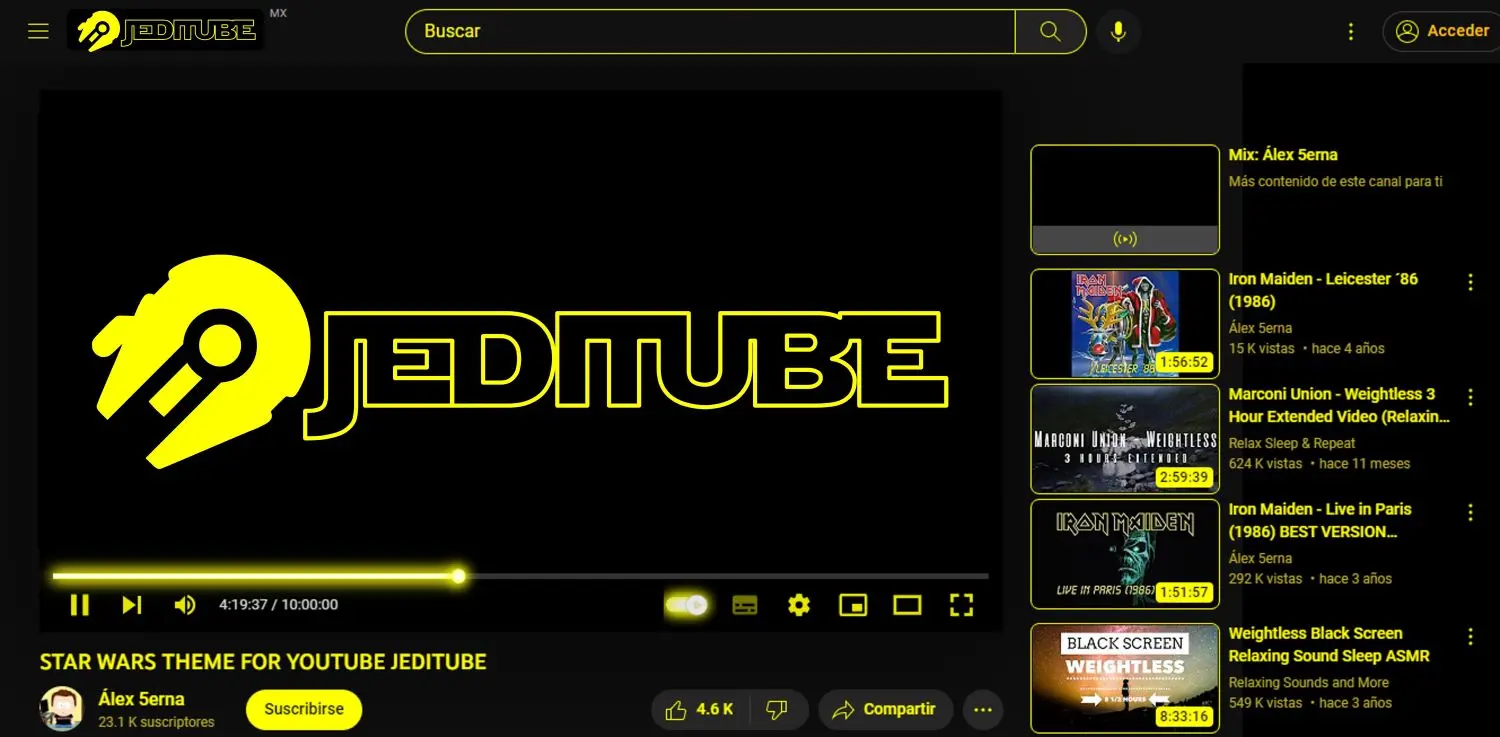 JEDITUBE MX
Buscar
Acceder
JEDITUBE
4:19:37 / 10:00:00
STAR WARS THEME FOR YOUTUBE JEDITUBE
Álex 5erna
23.1 K suscriptores
Suscribirse
4.6 K
Compartir
Mix: Álex 5erna
Más contenido de este canal para ti
IRON
MAIDEN
LEICESTER '86
1:56:52
Iron Maiden - Leicester ´86
(1986)
Álex 5erna
15 K vistas • hace 4 años
MARCONI UNION - WEIGHTLESS
3 HOURS EXTENDED
2:59:39
Marconi Union - Weightless 3
Hour Extended Video (Relaxin...
Relax Sleep & Repeat
624 K vistas • hace 11 meses
IRON MAIDEN
LIVE IN PARIS (1986)
1:51:57
Iron Maiden - Live in Paris
(1986) BEST VERSION...
Álex 5erna
292 K vistas • hace 3 años
BLACK SCREEN
WEIGHTLESS
8 1/2 HOURS
8:33:16
Weightless Black Screen
Relaxing Sound Sleep ASMR
Relaxing Sounds and More
549 K vistas • hace 3 años